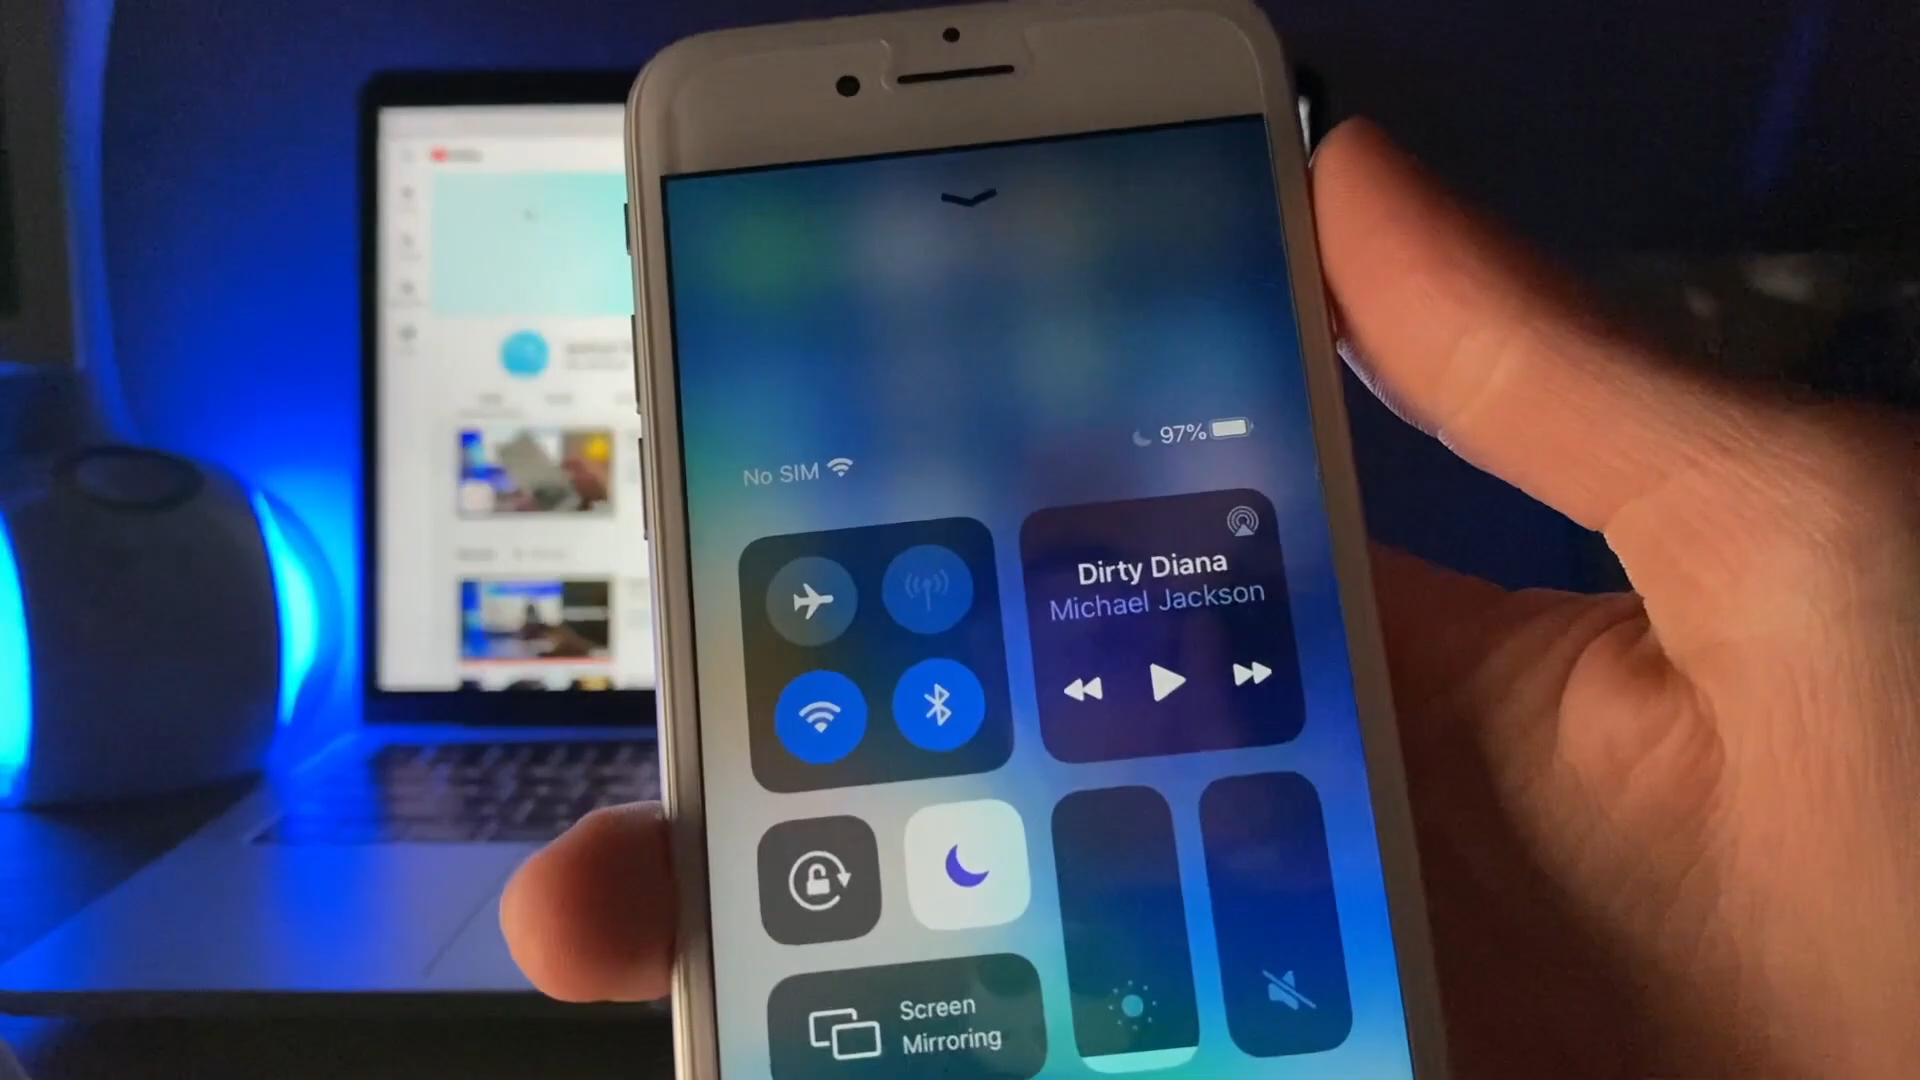 97%
No SIM
Dirty Diana
Michael Jackson
Screen
Mirroring